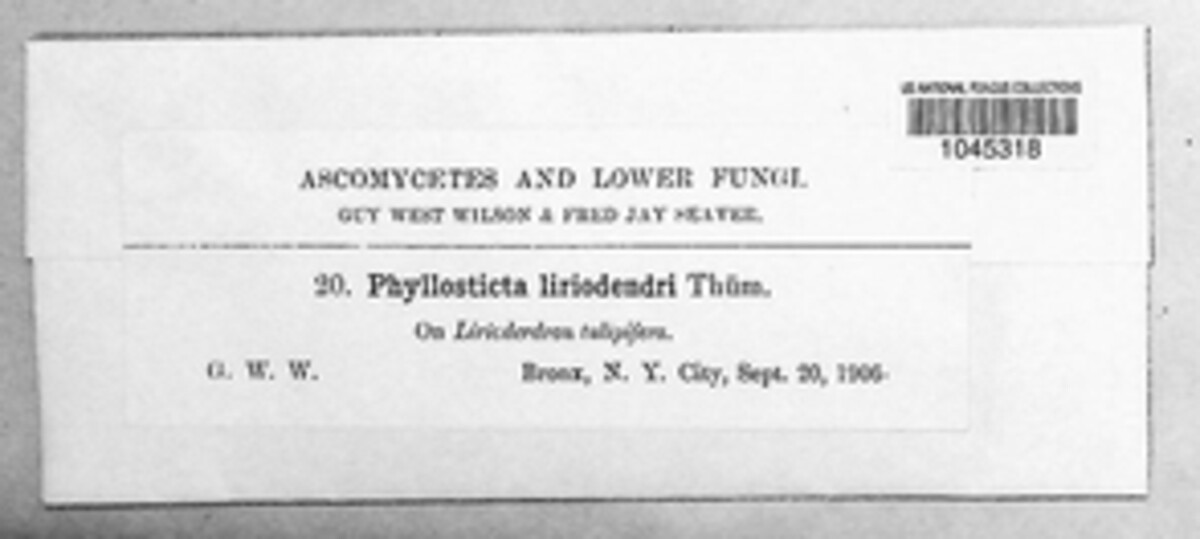 US NATIONAL FUNGUS COLLECTIONS
1045318
ASCOMYCETES AND LOWER FUNGI.
GUY WEST WILSON & FRED JAY SEAVER.
20. Phyllosticta liriodendri Thüm.
On Liriodendron tulipifera.
G. W. W.
Bronx, N. Y. City, Sept. 20, 1906.